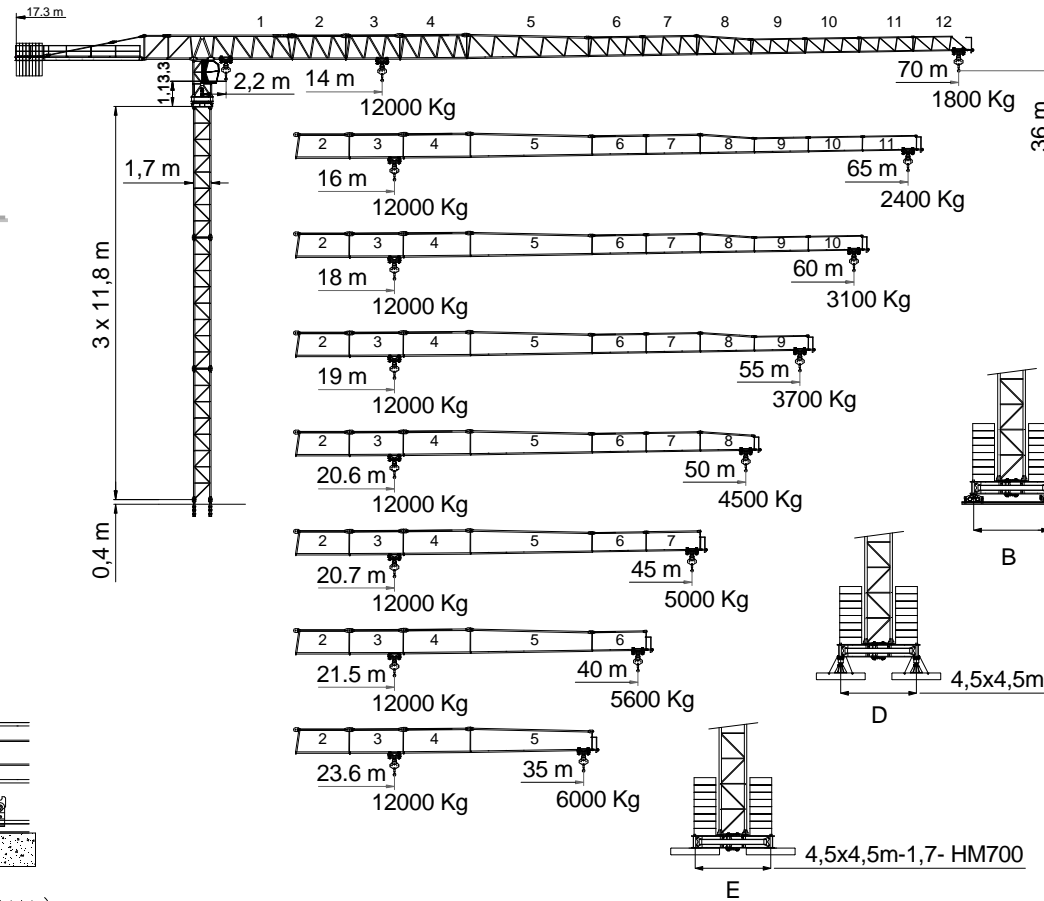 17.3 m
1 2 3 4 5 6 7 8 9 10 11 12
2,2 m
14 m
12000 Kg
70 m
1800 Kg
36 m
1,7 m
3 x 11,8 m
0,4 m
2 3 4 5 6 7 8 9 10 11
16 m
12000 Kg
65 m
2400 Kg
2 3 4 5 6 7 8 9 10
18 m
12000 Kg
60 m
3100 Kg
2 3 4 5 6 7 8 9
19 m
12000 Kg
55 m
3700 Kg
2 3 4 5 6 7 8
20.6 m
12000 Kg
50 m
4500 Kg
B
2 3 4 5 6 7
20.7 m
12000 Kg
45 m
5000 Kg
2 3 4 5 6
21.5 m
12000 Kg
40 m
5600 Kg
4,5x4,5m
D
2 3 4 5
23.6 m
12000 Kg
35 m
6000 Kg
4,5x4,5m-1,7- HM700
E